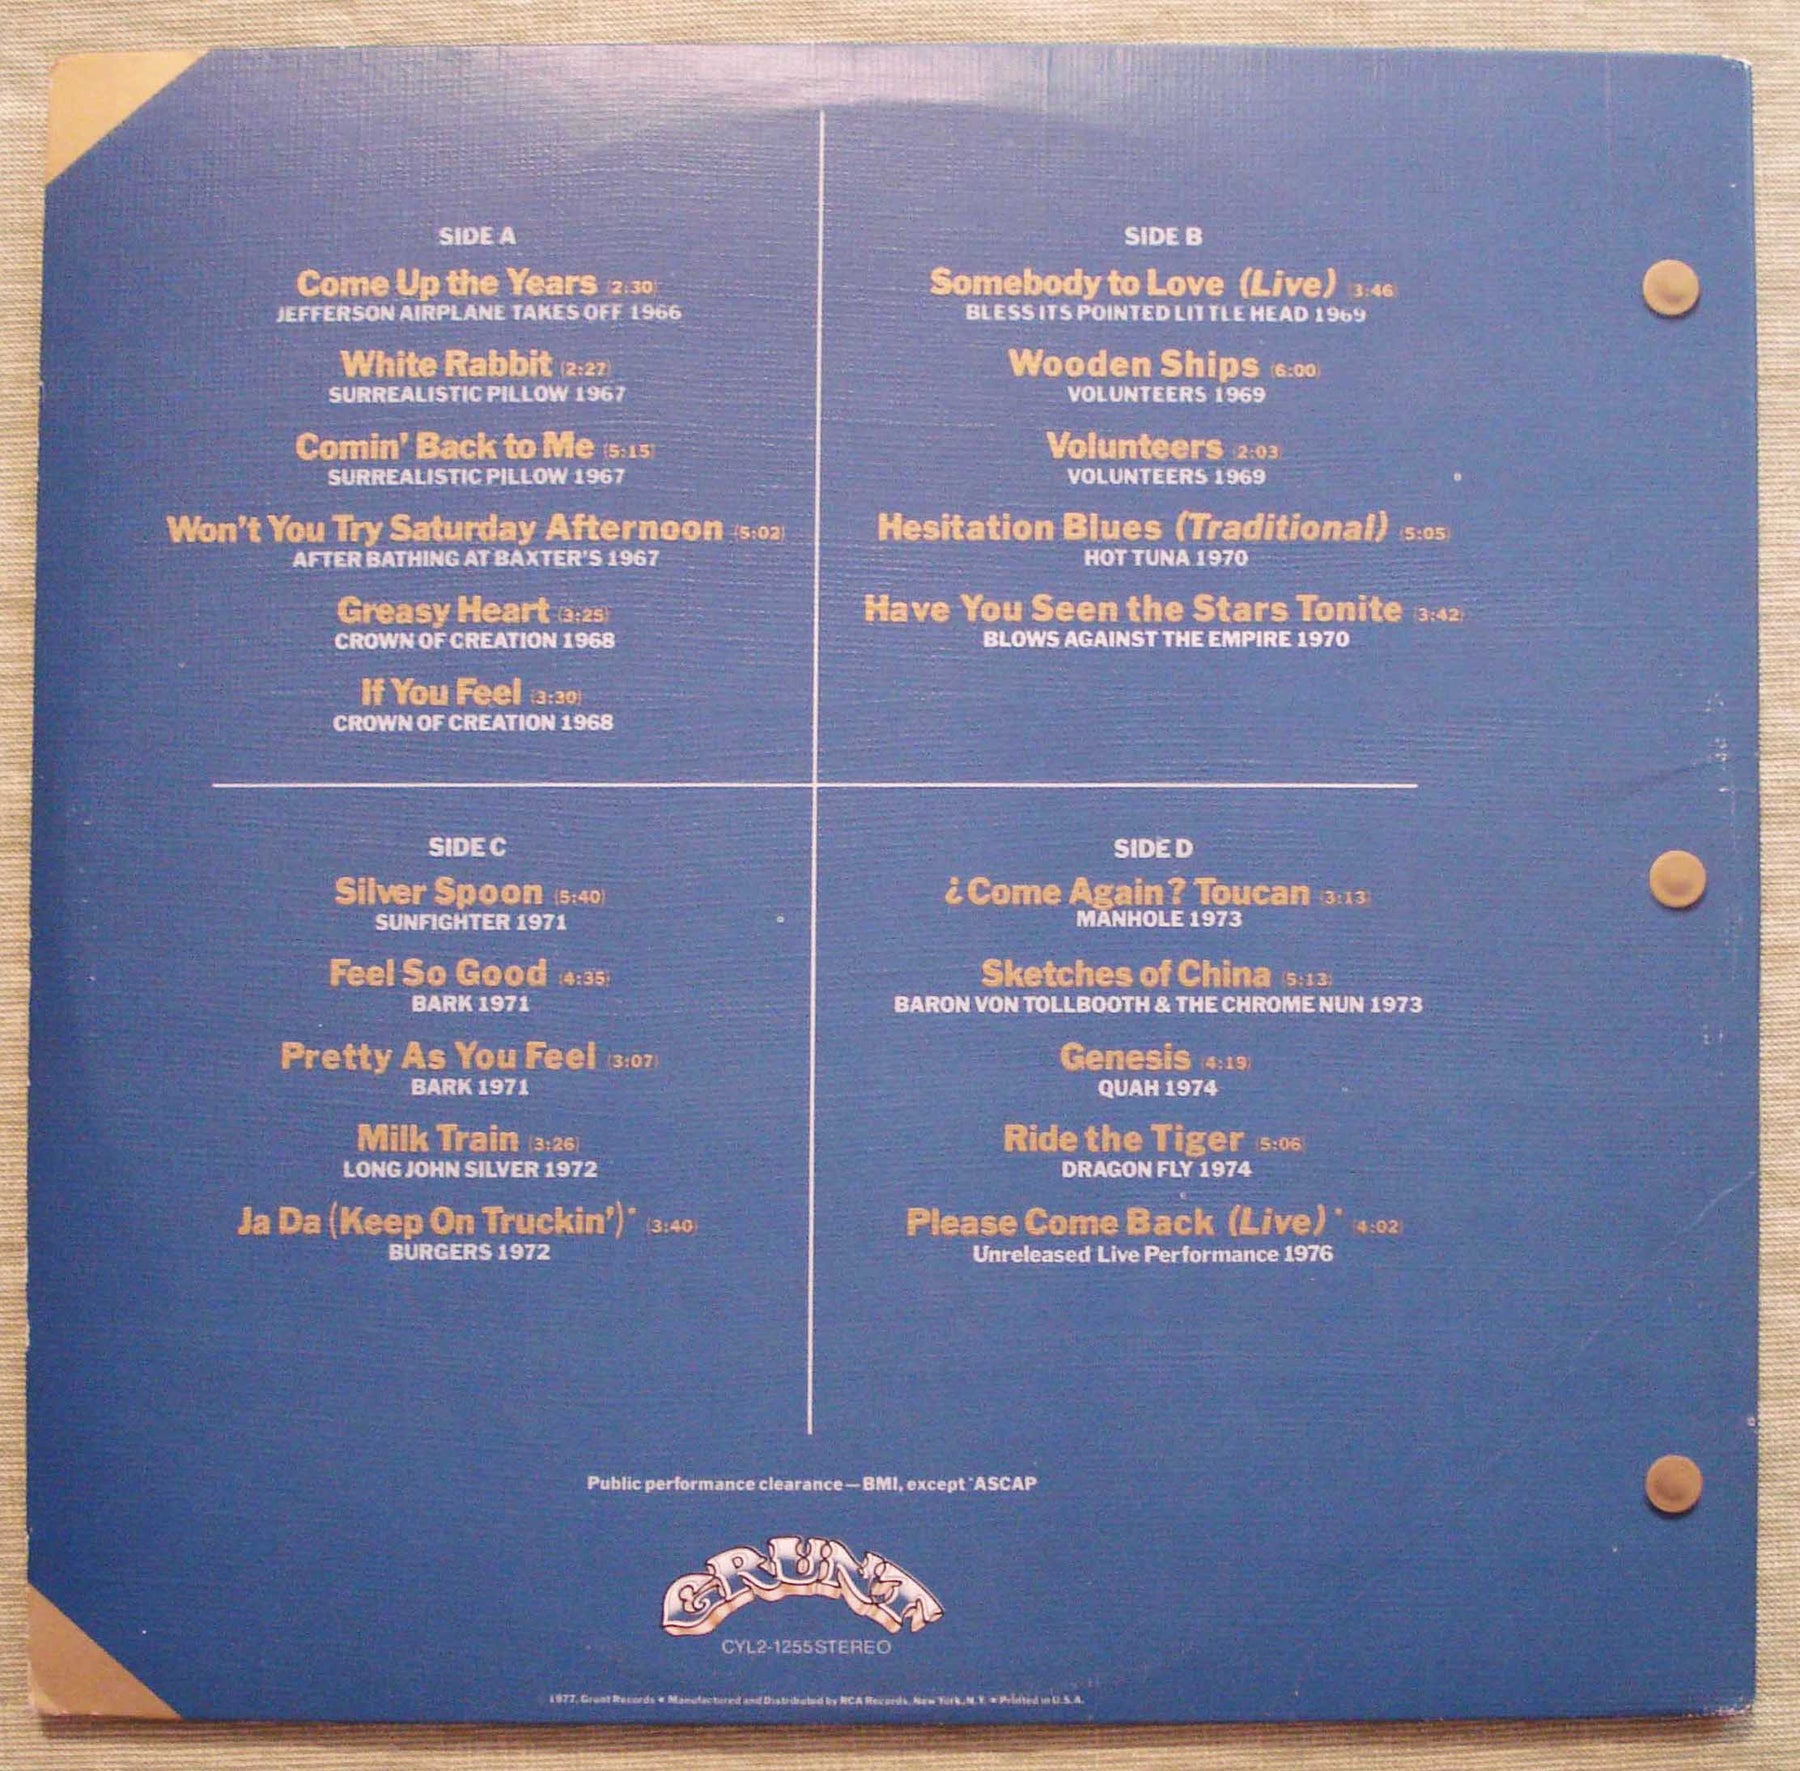 SIDE A
Come Up the Years (2:30)
JEFFERSON AIRPLANE TAKES OFF 1966
White Rabbit (2:27)
SURREALISTIC PILLOW 1967
Comin' Back to Me (5:15)
SURREALISTIC PILLOW 1967
Won't You Try Saturday Afternoon (5:02)
AFTER BATHING AT BAXTER'S 1967
Greasy Heart (3:25)
CROWN OF CREATION 1968
If You Feel (3:30)
CROWN OF CREATION 1968
SIDE B
Somebody to Love (Live) (3:46)
BLESS ITS POINTED LITTLE HEAD 1969
Wooden Ships (6:00)
VOLUNTEERS 1969
Volunteers (2:03)
VOLUNTEERS 1969
Hesitation Blues (Traditional) (5:05)
HOT TUNA 1970
Have You Seen the Stars Tonite (3:42)
BLOWS AGAINST THE EMPIRE 1970
SIDE C
Silver Spoon (5:40)
SUNFIGHTER 1971
Feel So Good (4:35)
BARK 1971
Pretty As You Feel (3:07)
BARK 1971
Milk Train (3:26)
LONG JOHN SILVER 1972
Ja Da (Keep On Truckin')* (3:40)
BURGERS 1972
SIDE D
¿Come Again? Toucan (3:13)
MANHOLE 1973
Sketches of China (5:13)
BARON VON TOLLBOOTH & THE CHROME NUN 1973
Genesis (4:19)
QUAH 1974
Ride the Tiger (5:06)
DRAGON FLY 1974
Please Come Back (Live)* (4:02)
Unreleased Live Performance 1976
Public performance clearance—BMI, except *ASCAP
GRUNT
CYL2-1255 STEREO
1977, Grunt Records • Manufactured and Distributed by RCA Records, New York, N.Y. • Printed in U.S.A.